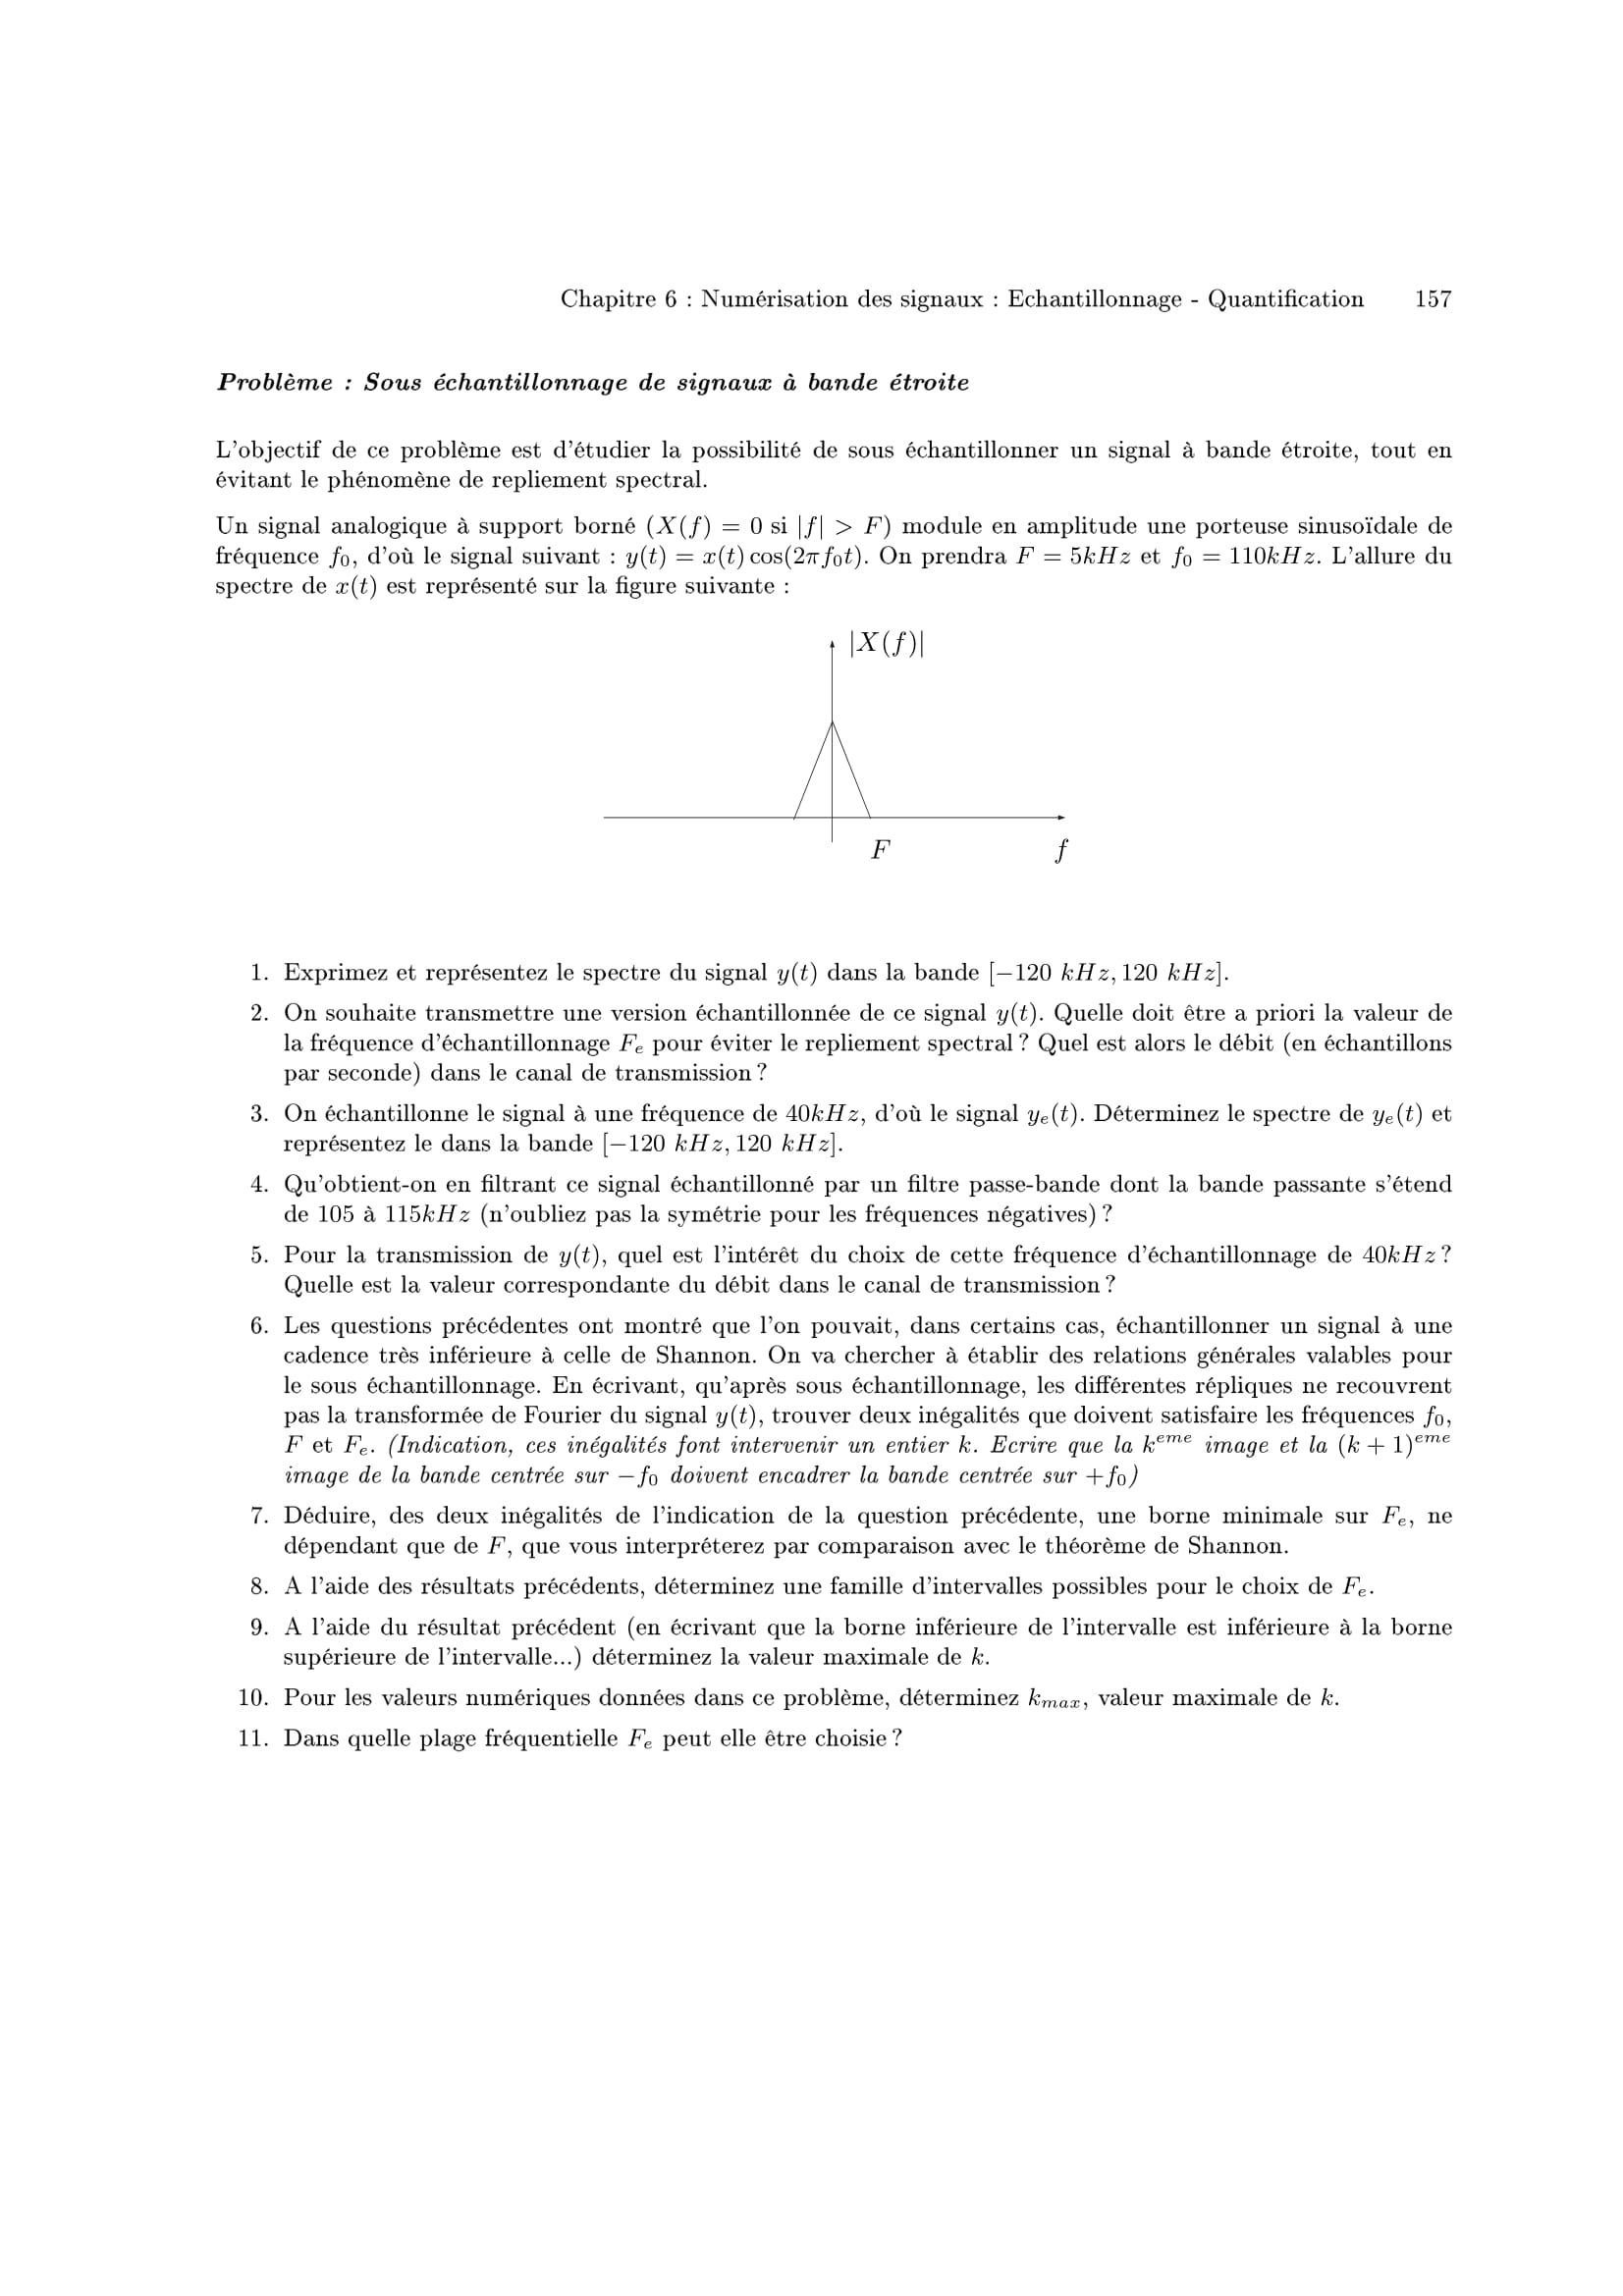 Chapitre 6 : Numérisation des signaux : Echantillonnage - Quantification 157
Problème : Sous échantillonnage de signaux à bande étroite
L'objectif de ce problème est d'étudier la possibilité de sous échantillonner un signal à bande étroite, tout en
évitant le phénomène de repliement spectral.
Un signal analogique à support borné (X(f) = 0 si |f| > F) module en amplitude une porteuse sinusoïdale de
fréquence f₀, d'où le signal suivant : y(t) = x(t) cos(2πf₀t). On prendra F = 5kHz et f₀ = 110kHz. L'allure du
spectre de x(t) est représenté sur la figure suivante :
|X(f)|
F f
1. Exprimez et représentez le spectre du signal y(t) dans la bande [−120 kHz, 120 kHz].
2. On souhaite transmettre une version échantillonnée de ce signal y(t). Quelle doit être a priori la valeur de
la fréquence d'échantillonnage Fₑ pour éviter le repliement spectral ? Quel est alors le débit (en échantillons
par seconde) dans le canal de transmission ?
3. On échantillonne le signal à une fréquence de 40kHz, d'où le signal yₑ(t). Déterminez le spectre de yₑ(t) et
représentez le dans la bande [−120 kHz, 120 kHz].
4. Qu'obtient-on en filtrant ce signal échantillonné par un filtre passe-bande dont la bande passante s'étend
de 105 à 115kHz (n'oubliez pas la symétrie pour les fréquences négatives) ?
5. Pour la transmission de y(t), quel est l'intérêt du choix de cette fréquence d'échantillonnage de 40kHz ?
Quelle est la valeur correspondante du débit dans le canal de transmission ?
6. Les questions précédentes ont montré que l'on pouvait, dans certains cas, échantillonner un signal à une
cadence très inférieure à celle de Shannon. On va chercher à établir des relations générales valables pour
le sous échantillonnage. En écrivant, qu'après sous échantillonnage, les différentes répliques ne recouvrent
pas la transformée de Fourier du signal y(t), trouver deux inégalités que doivent satisfaire les fréquences f₀,
F et Fₑ. (Indication, ces inégalités font intervenir un entier k. Ecrire que la kᵉᵐᵉ image et la (k + 1)ᵉᵐᵉ
image de la bande centrée sur −f₀ doivent encadrer la bande centrée sur +f₀)
7. Déduire, des deux inégalités de l'indication de la question précédente, une borne minimale sur Fₑ, ne
dépendant que de F, que vous interpréterez par comparaison avec le théorème de Shannon.
8. A l'aide des résultats précédents, déterminez une famille d'intervalles possibles pour le choix de Fₑ.
9. A l'aide du résultat précédent (en écrivant que la borne inférieure de l'intervalle est inférieure à la borne
supérieure de l'intervalle...) déterminez la valeur maximale de k.
10. Pour les valeurs numériques données dans ce problème, déterminez kₘₐₓ, valeur maximale de k.
11. Dans quelle plage fréquentielle Fₑ peut elle être choisie ?